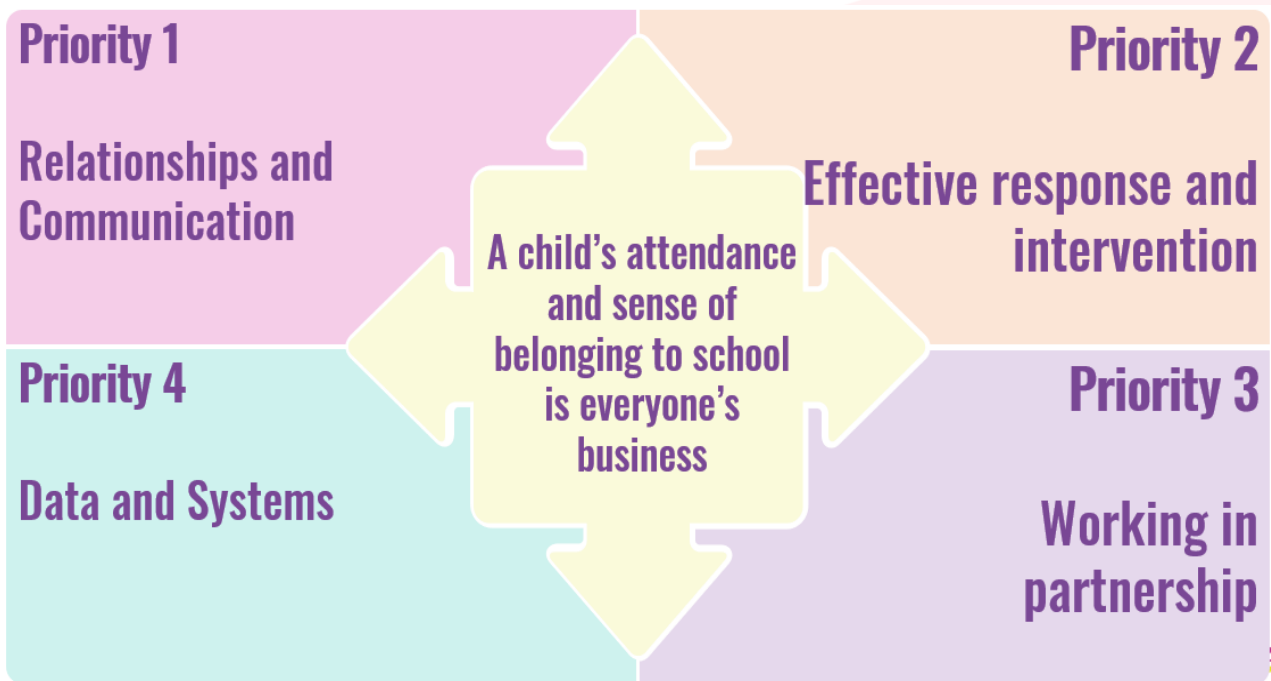 Priority 1
Relationships and
Communication
Priority 2
Effective response and
intervention
A child’s attendance
and sense of
belonging to school
is everyone’s
business
Priority 4
Data and Systems
Priority 3
Working in
partnership